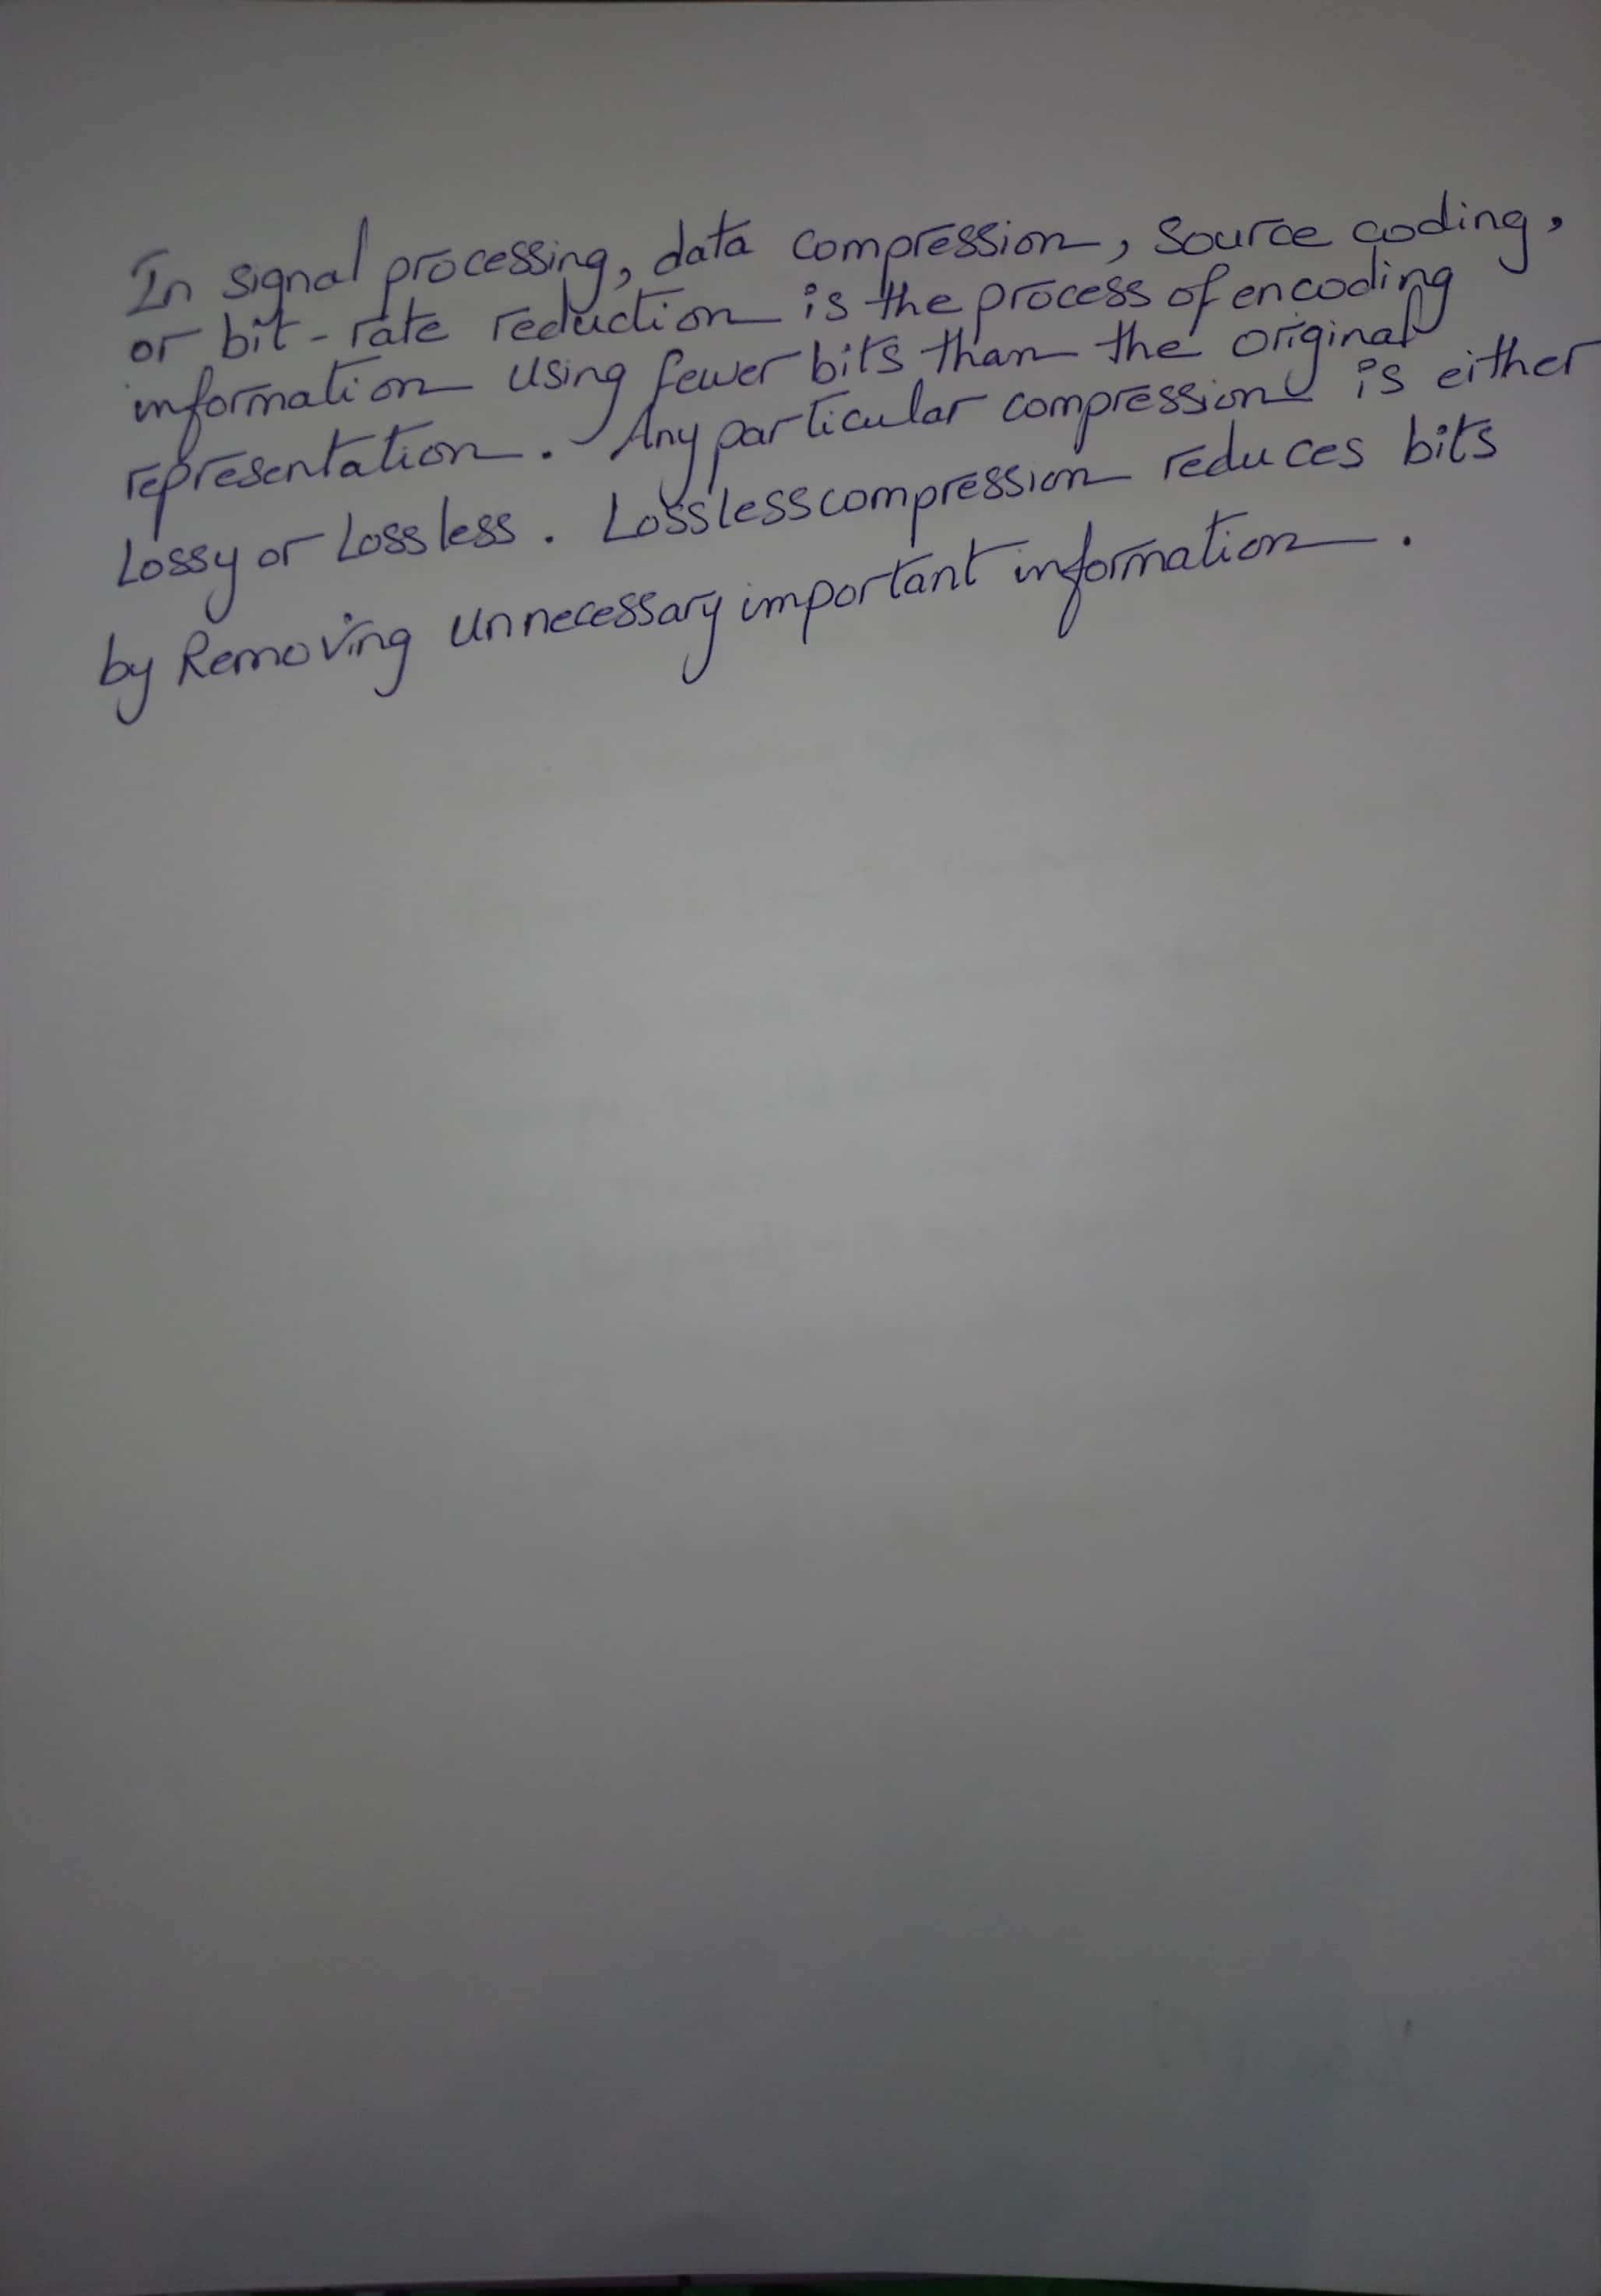 In signal processing, data compression, source coding,
or bit-rate reduction is the process of encoding
information using fewer bits than the original
representation. Any particular compression is either
Lossy or Lossless. Lossless compression reduces bits
by Removing unnecessary important information.